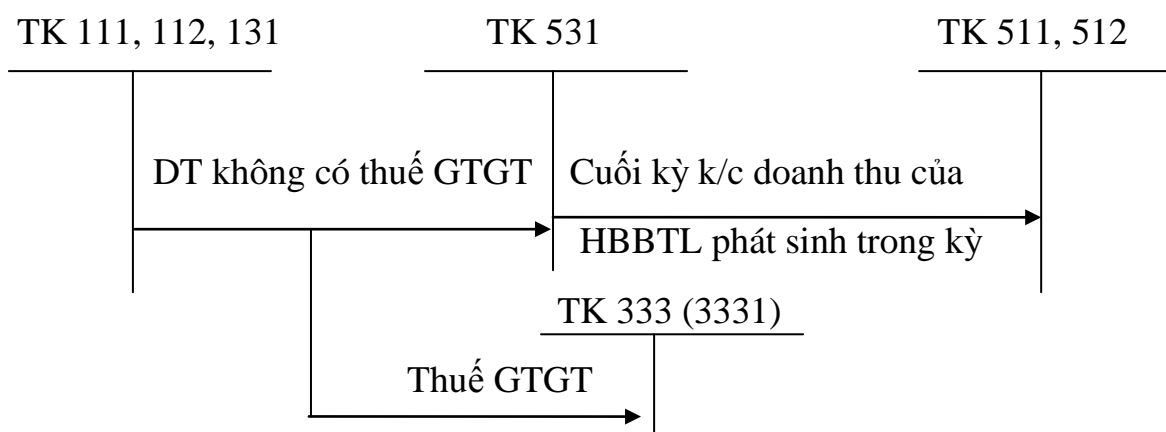 TK 111, 112, 131
TK 531
TK 511, 512
DT không có thuế GTGT
Cuối kỳ k/c doanh thu của
HBBTL phát sinh trong kỳ
TK 333 (3331)
Thuế GTGT